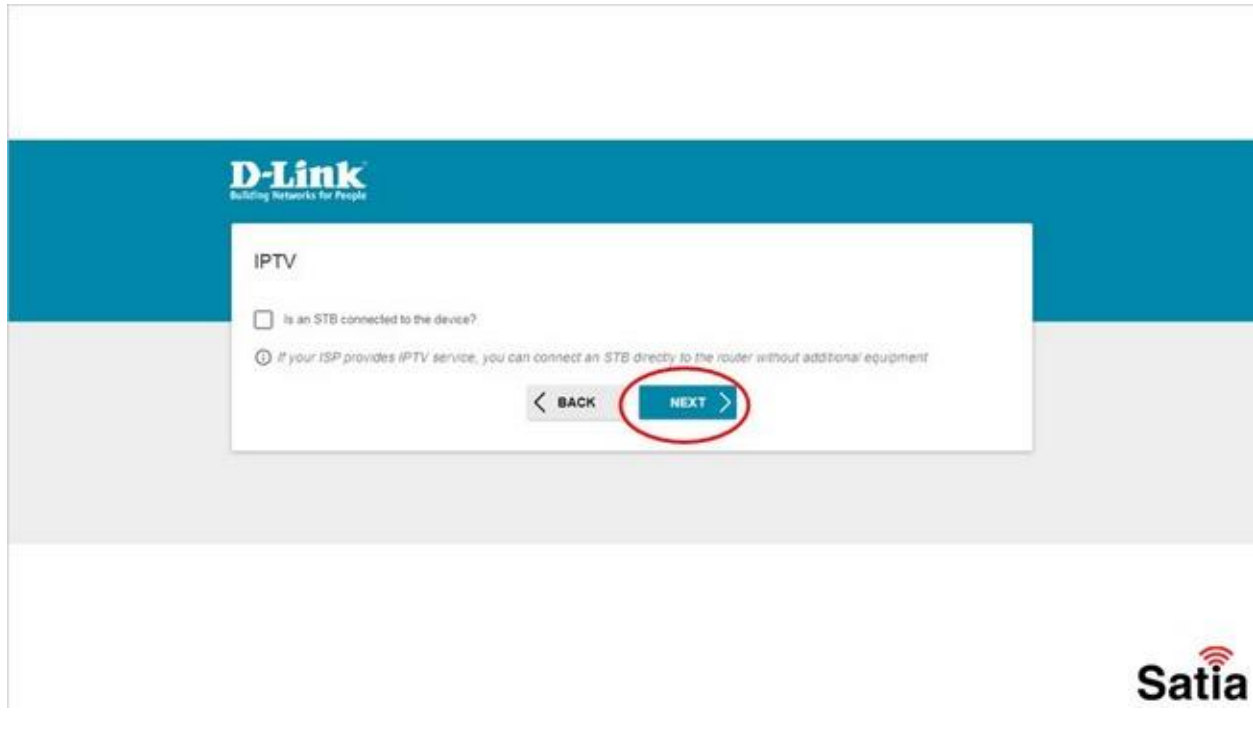 D-Link
Building Networks for People
IPTV
Is an STB connected to the device?
If your ISP provides IPTV service, you can connect an STB directly to the router without additional equipment
BACK
NEXT
Satia